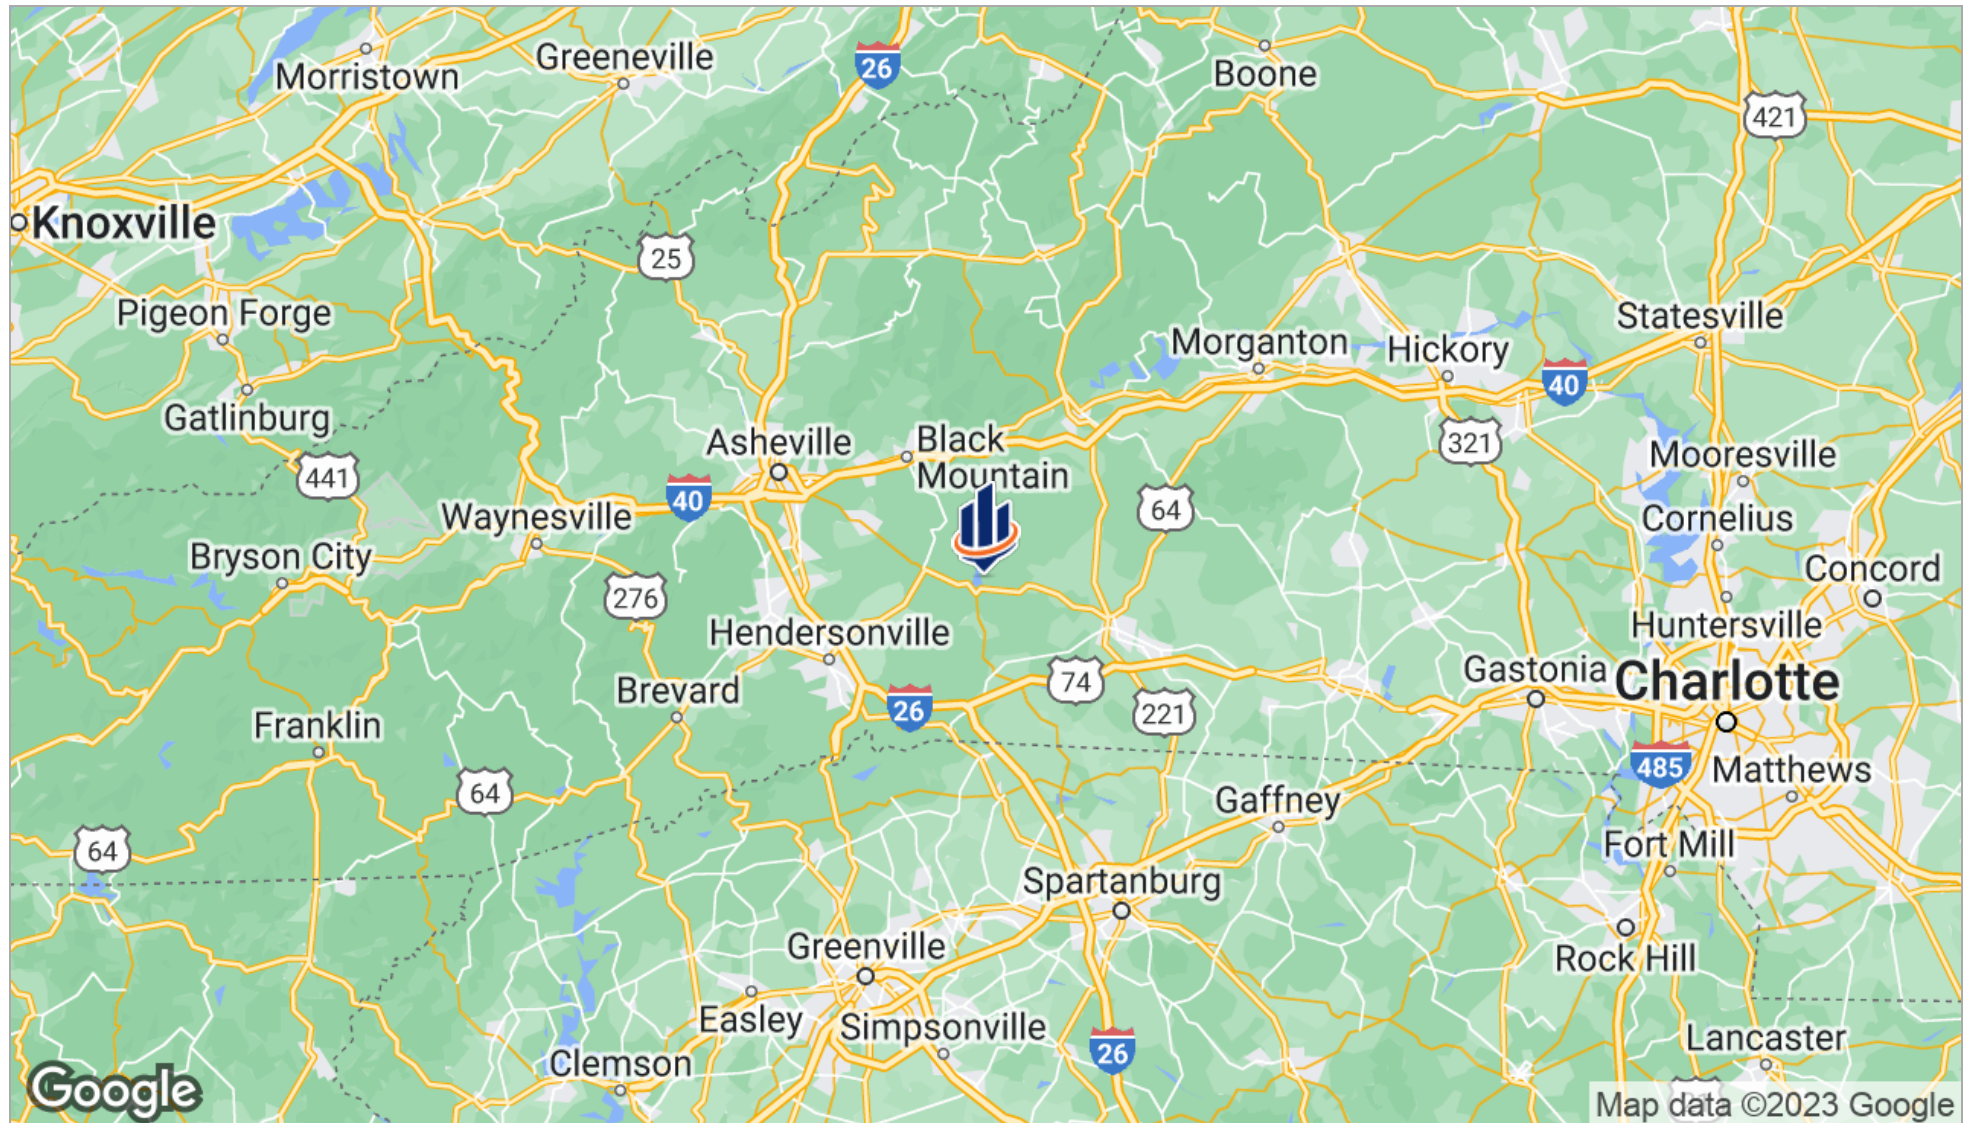 Morristown
Greeneville
26
Boone
421
Knoxville
25
Pigeon Forge
Statesville
Morganton
Hickory
40
Gatlinburg
Asheville
Black
Mountain
321
441
Mooresville
40
64
Waynesville
Cornelius
Bryson City
Concord
276
Hendersonville
Huntersville
Gastonia
Charlotte
74
Brevard
26
221
Franklin
485
Matthews
64
Gaffney
64
Fort Mill
Spartanburg
Greenville
Rock Hill
Easley
Simpsonville
Lancaster
26
Clemson
Google
Map data ©2023 Google